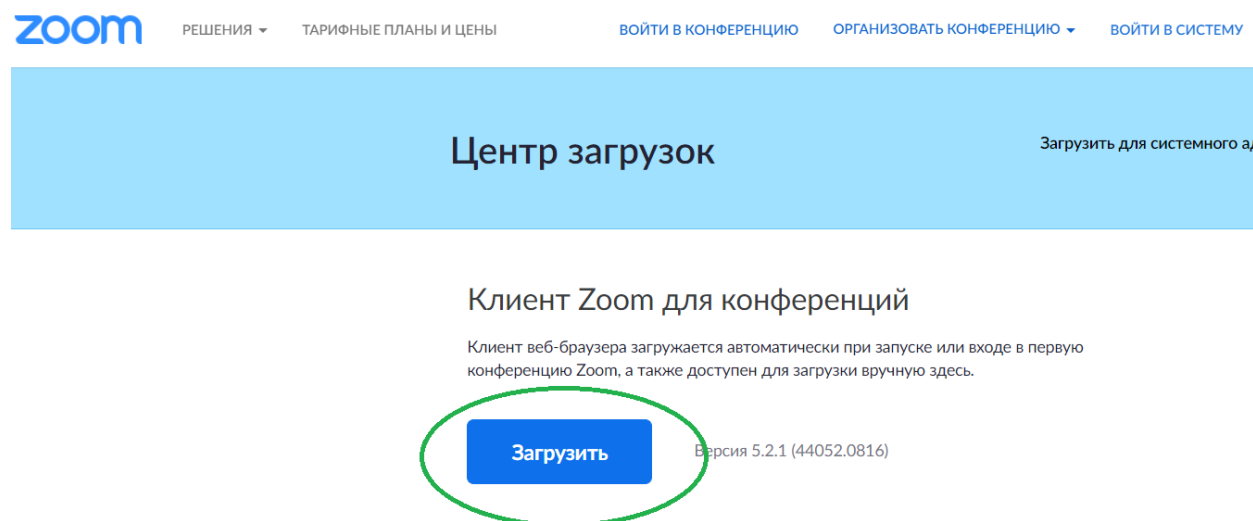 zoom
РЕШЕНИЯ
ТАРИФНЫЕ ПЛАНЫ И ЦЕНЫ
ВОЙТИ В КОНФЕРЕНЦИЮ
ОРГАНИЗОВАТЬ КОНФЕРЕНЦИЮ
ВОЙТИ В СИСТЕМУ
Центр загрузок
Загрузить для системного ад
Клиент Zoom для конференций
Клиент веб-браузера загружается автоматически при запуске или входе в первую
конференцию Zoom, а также доступен для загрузки вручную здесь.
Загрузить
Версия 5.2.1 (44052.0816)